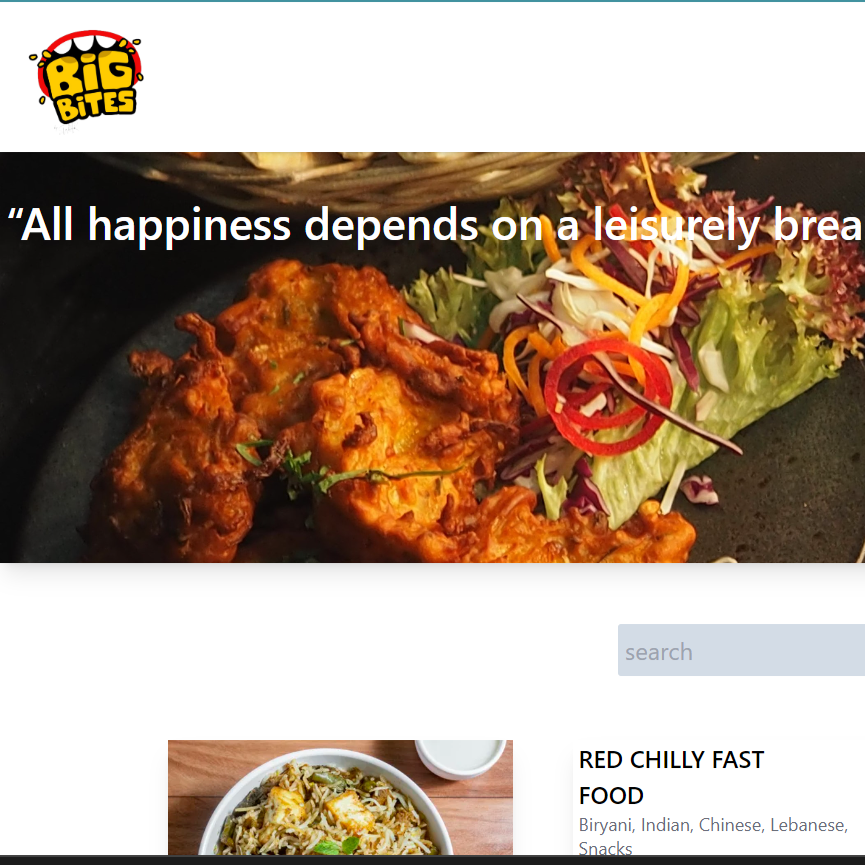 BiG
BiTES
“All happiness depends on a leisurely brea
search
RED CHILLY FAST
FOOD
Biryani, Indian, Chinese, Lebanese,
Snacks